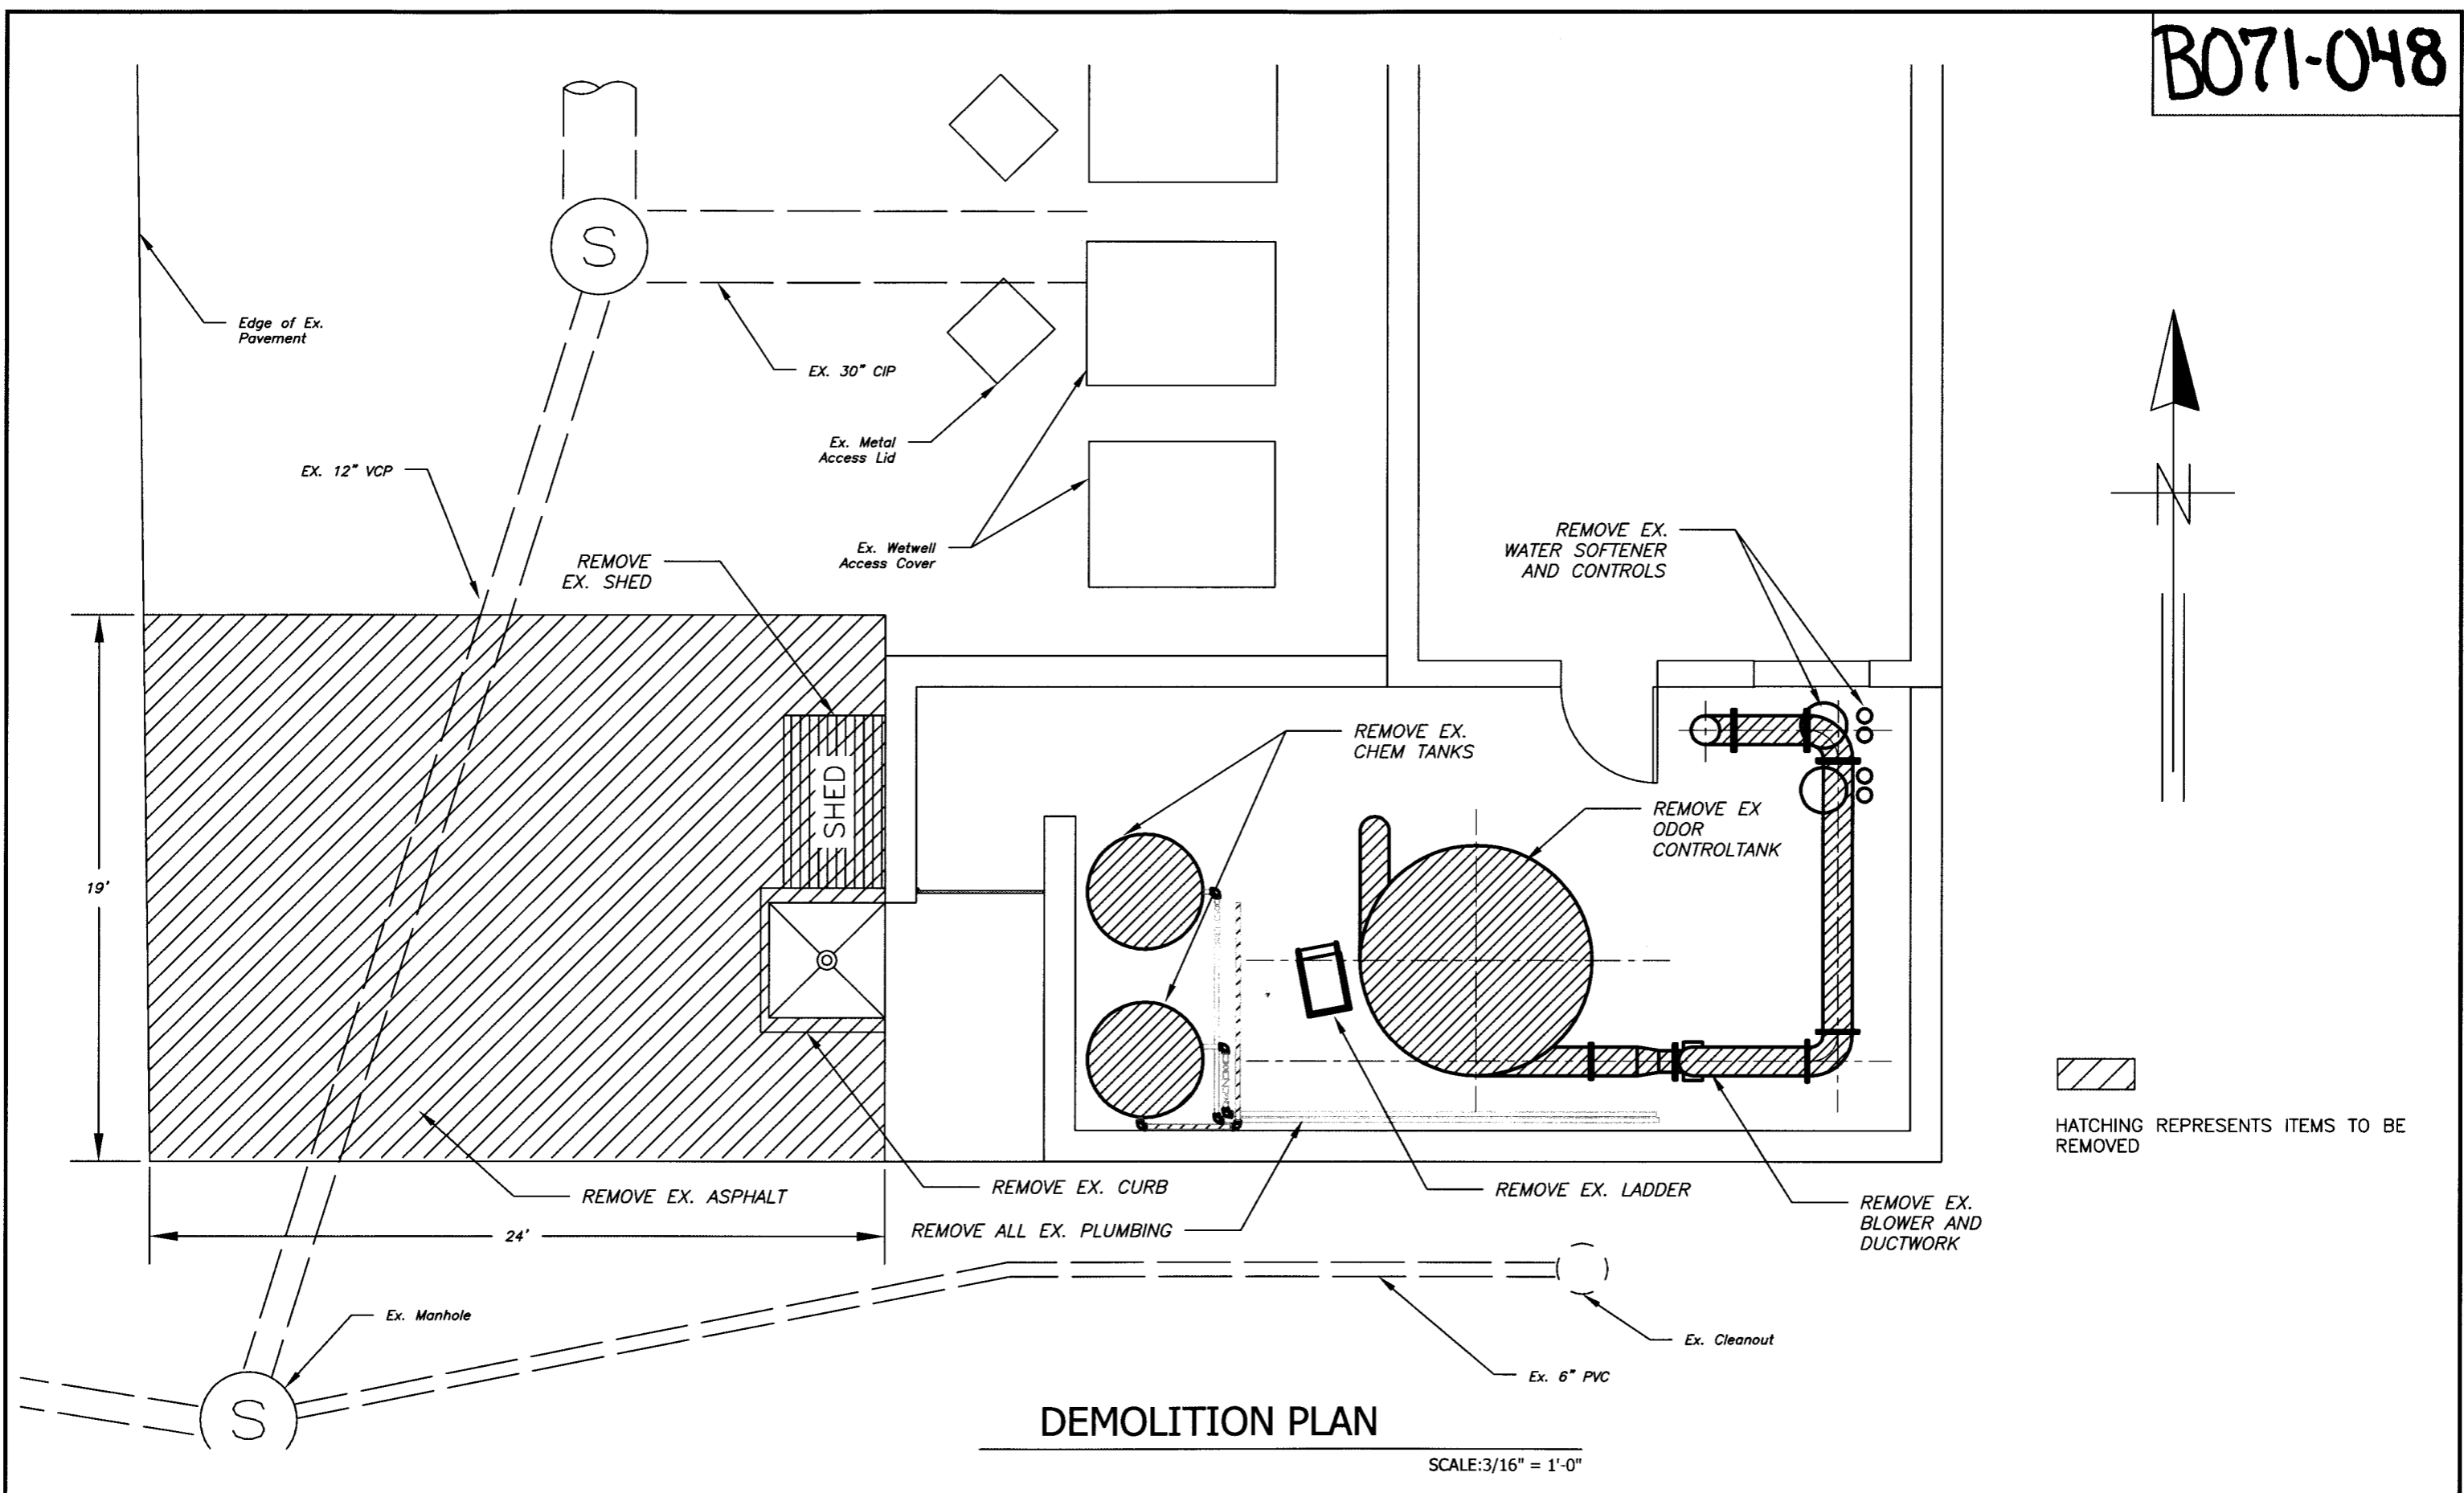 B071-048
S
Edge of Ex.
Pavement
EX. 30" CIP
Ex. Metal
Access Lid
EX. 12" VCP
Ex. Wetwell
Access Cover
REMOVE
EX. SHED
REMOVE EX.
WATER SOFTENER
AND CONTROLS
N
REMOVE EX.
CHEM TANKS
SHED
REMOVE EX
ODOR
CONTROLTANK
19'
HATCHING REPRESENTS ITEMS TO BE
REMOVED
REMOVE EX. ASPHALT
REMOVE EX. CURB
REMOVE EX. LADDER
REMOVE ALL EX. PLUMBING
REMOVE EX.
BLOWER AND
DUCTWORK
24'
Ex. Manhole
Ex. Cleanout
Ex. 6" PVC
S
DEMOLITION PLAN
SCALE:3/16" = 1'-0"